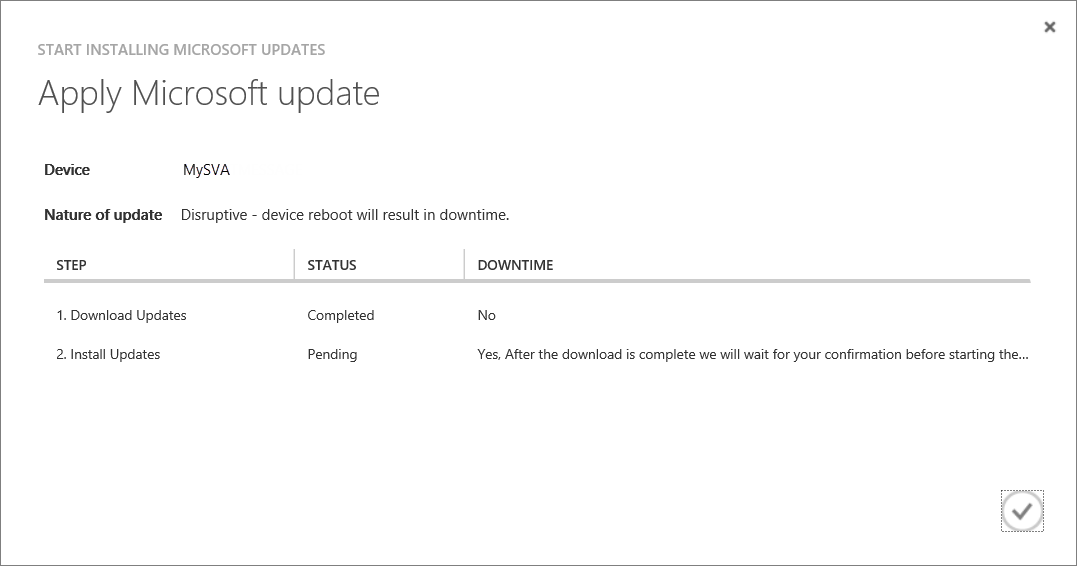 START INSTALLING MICROSOFT UPDATES
Apply Microsoft update
Device MySVA
Nature of update Disruptive - device reboot will result in downtime.
STEP STATUS DOWNTIME
1. Download Updates Completed No
2. Install Updates Pending Yes, After the download is complete we will wait for your confirmation before starting the...